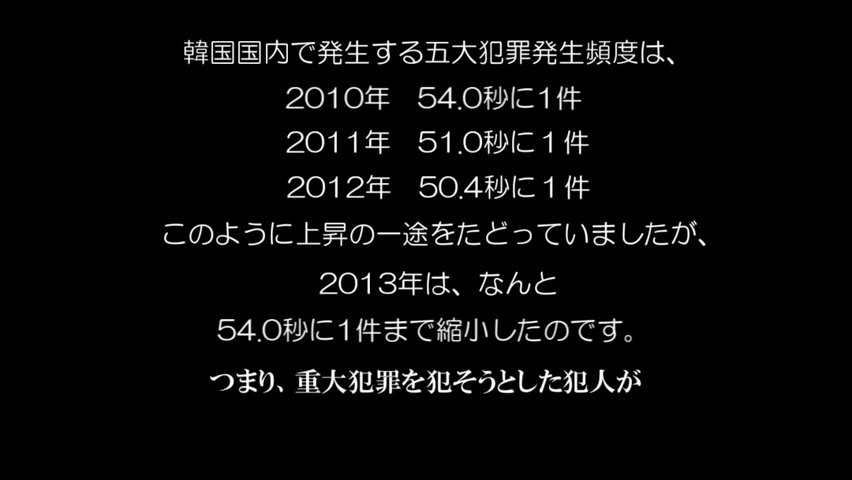 韓国国内で発生する五大犯罪発生頻度は、
2010年　54.0秒に1件
2011年　51.0秒に１件
2012年　50.4秒に１件
このように上昇の一途をたどっていましたが、
2013年は、なんと
54.0秒に1件まで縮小したのです。
つまり、重大犯罪を犯そうとした犯人が